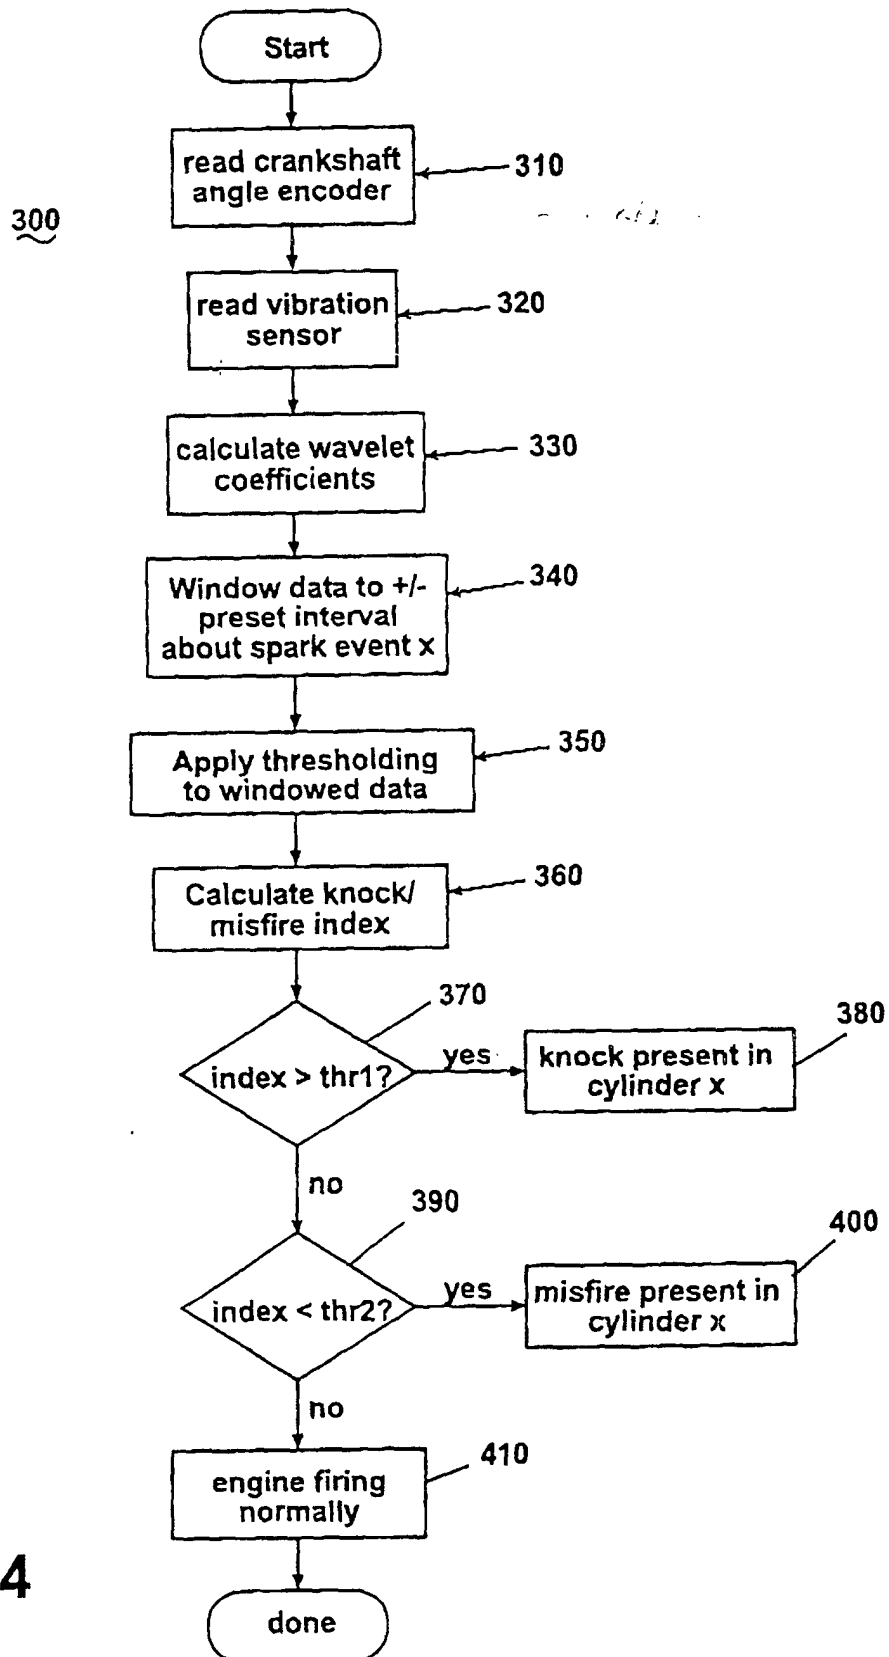 Start
read crankshaft
angle encoder
310
300
read vibration
sensor
320
calculate wavelet
coefficients
330
Window data to +/-
preset interval
about spark event x
340
Apply thresholding
to windowed data
350
Calculate knock/
misfire index
360
370
index > thr1?
yes
knock present in
cylinder x
380
no
390
index < thr2?
yes
misfire present in
cylinder x
400
no
engine firing
normally
410
4
done